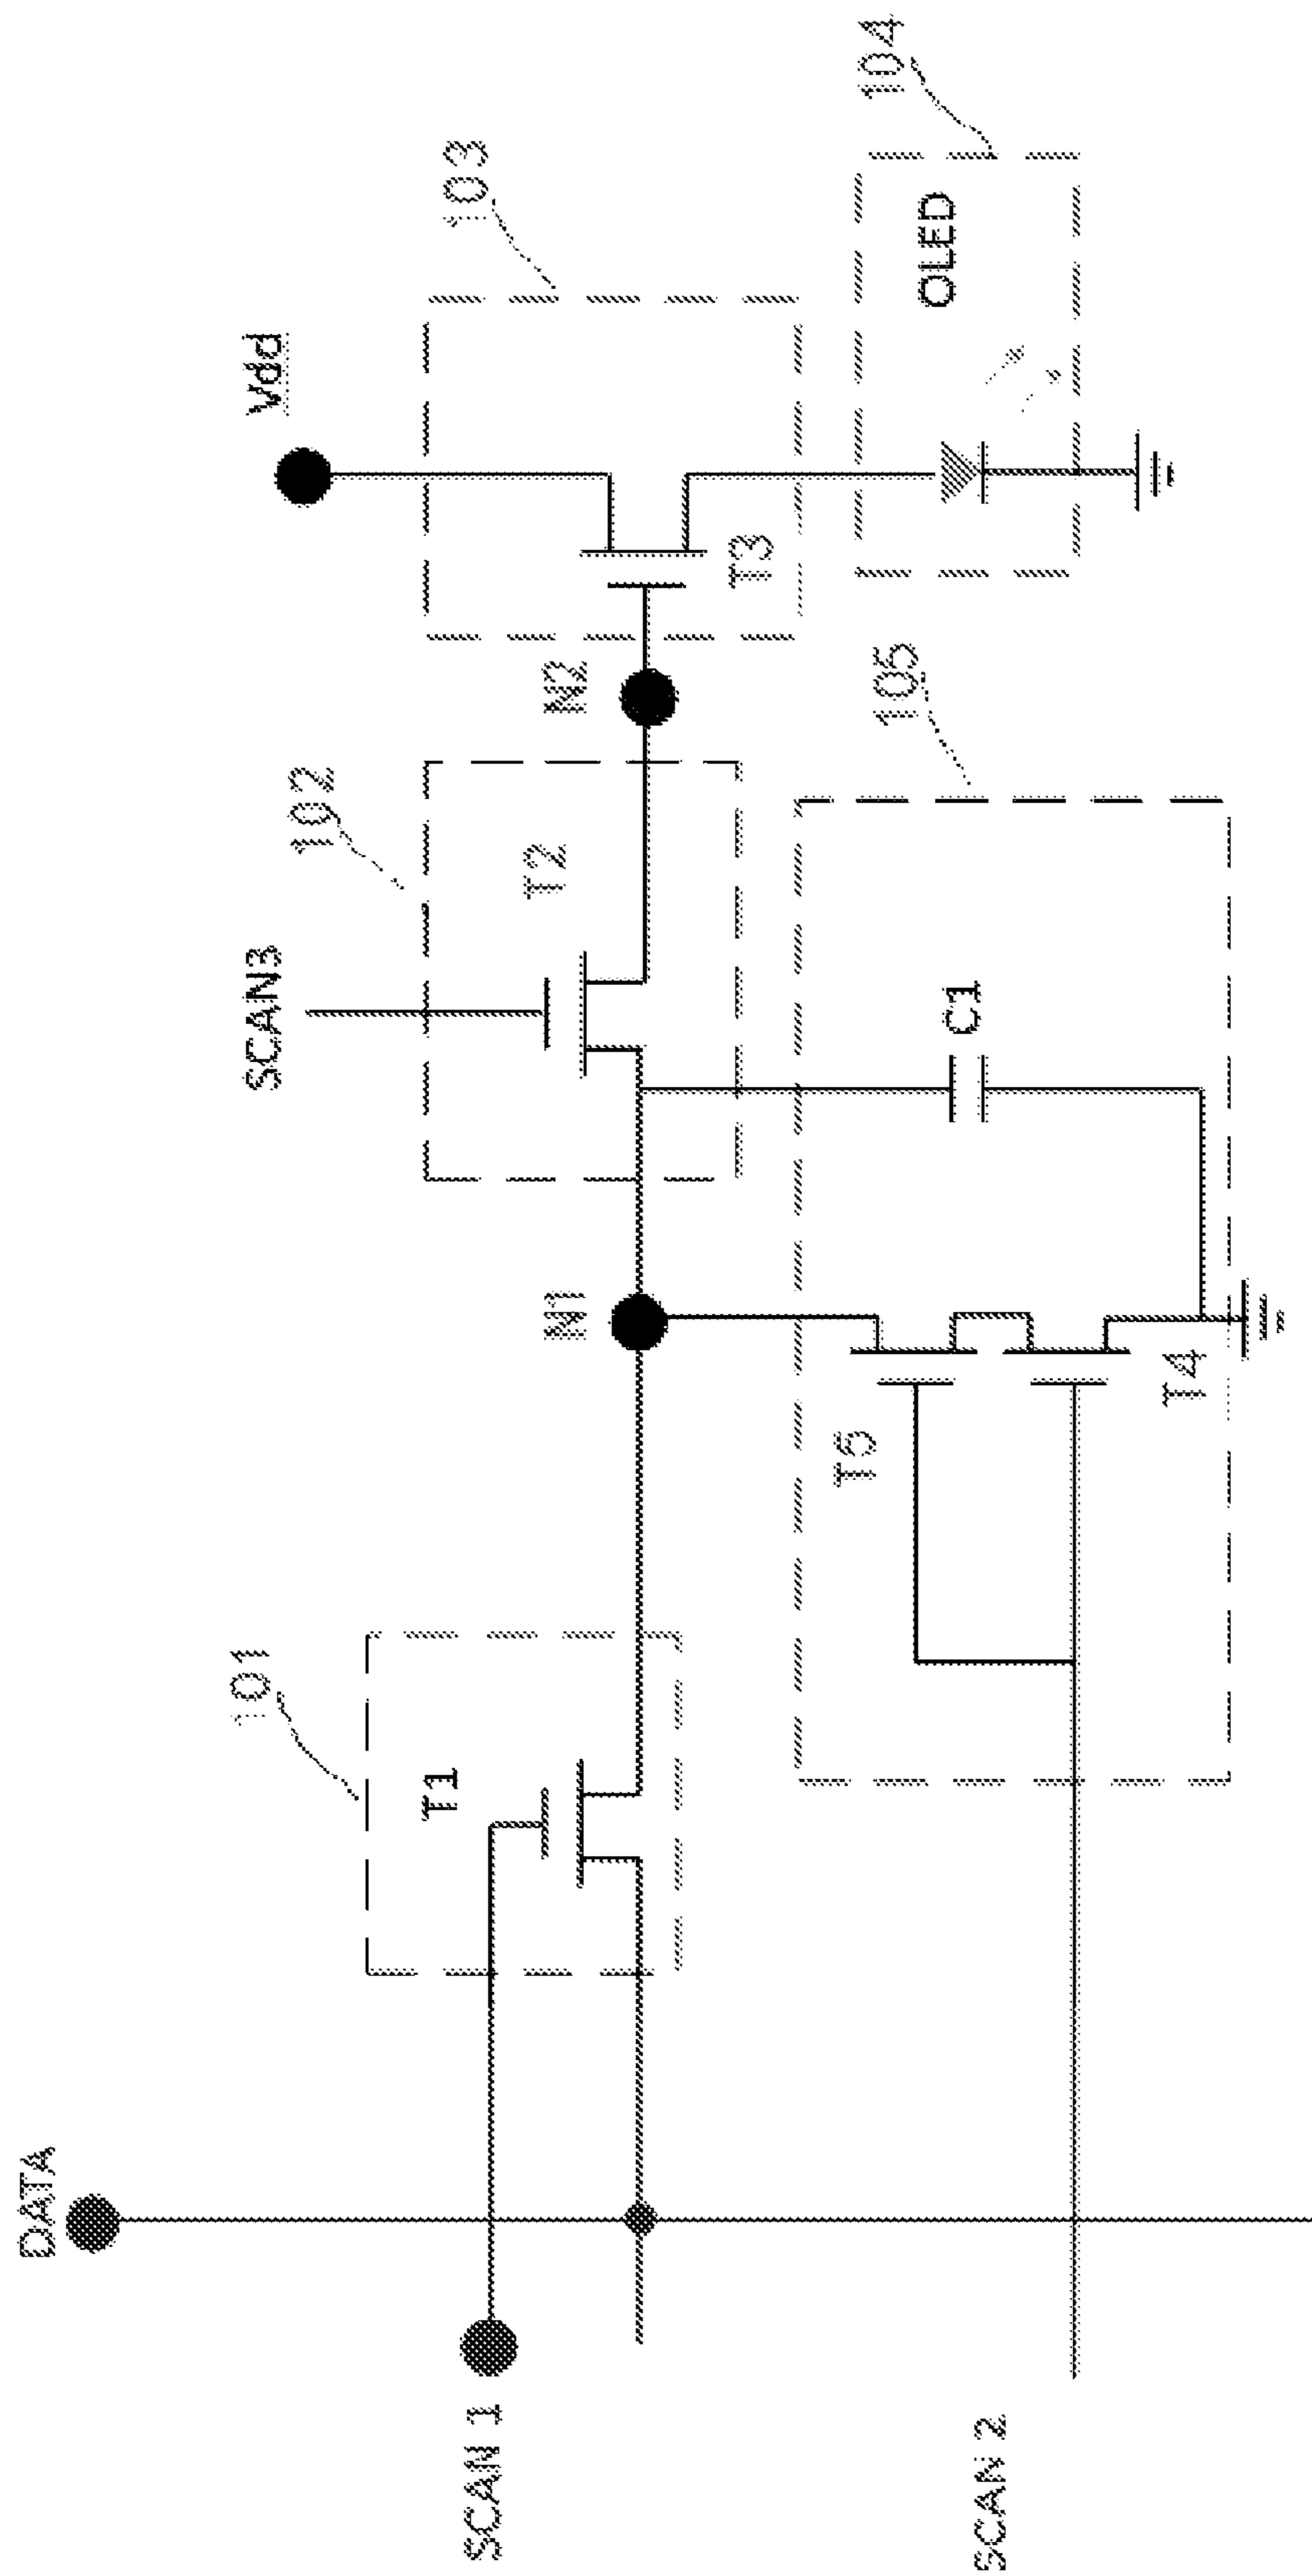 DATA
SCAN 1
SCAN 2
101
T1
N1
T5
T4
SCAN3
102
T2
C1
105
N2
Vdd
103
T3
104
OLED